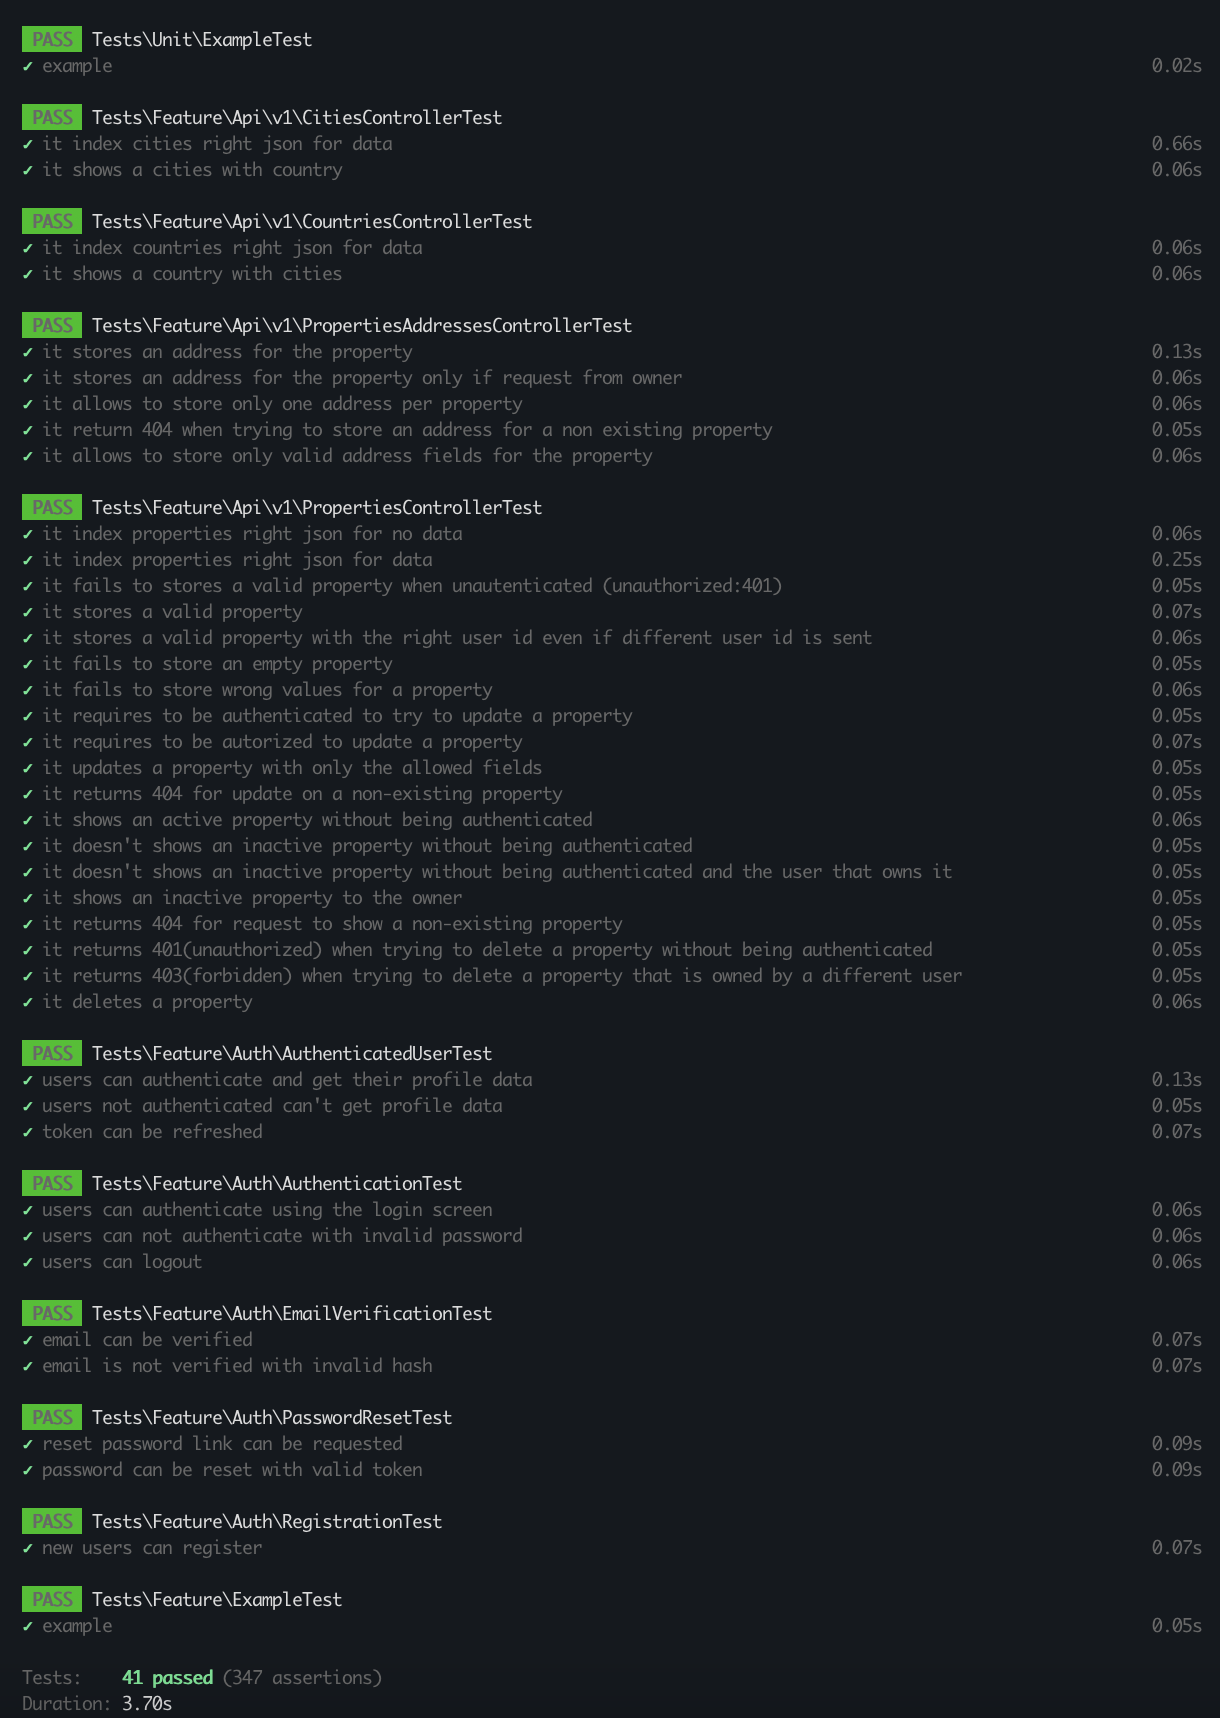 PASS Tests\Unit\ExampleTest
✓ example 0.02s
PASS Tests\Feature\Api\v1\CitiesControllerTest
✓ it index cities right json for data 0.66s
✓ it shows a cities with country 0.06s
PASS Tests\Feature\Api\v1\CountriesControllerTest
✓ it index countries right json for data 0.06s
✓ it shows a country with cities 0.06s
PASS Tests\Feature\Api\v1\PropertiesAddressesControllerTest
✓ it stores an address for the property 0.13s
✓ it stores an address for the property only if request from owner 0.06s
✓ it allows to store only one address per property 0.06s
✓ it return 404 when trying to store an address for a non existing property 0.05s
✓ it allows to store only valid address fields for the property 0.06s
PASS Tests\Feature\Api\v1\PropertiesControllerTest
✓ it index properties right json for no data 0.06s
✓ it index properties right json for data 0.25s
✓ it fails to stores a valid property when unautenticated (unauthorized:401) 0.05s
✓ it stores a valid property 0.07s
✓ it stores a valid property with the right user id even if different user id is sent 0.06s
✓ it fails to store an empty property 0.05s
✓ it fails to store wrong values for a property 0.06s
✓ it requires to be authenticated to try to update a property 0.05s
✓ it requires to be autorized to update a property 0.07s
✓ it updates a property with only the allowed fields 0.05s
✓ it returns 404 for update on a non-existing property 0.05s
✓ it shows an active property without being authenticated 0.06s
✓ it doesn't shows an inactive property without being authenticated 0.05s
✓ it doesn't shows an inactive property without being authenticated and the user that owns it 0.05s
✓ it shows an inactive property to the owner 0.05s
✓ it returns 404 for request to show a non-existing property 0.05s
✓ it returns 401(unauthorized) when trying to delete a property without being authenticated 0.05s
✓ it returns 403(forbidden) when trying to delete a property that is owned by a different user 0.05s
✓ it deletes a property 0.06s
PASS Tests\Feature\Auth\AuthenticatedUserTest
✓ users can authenticate and get their profile data 0.13s
✓ users not authenticated can't get profile data 0.05s
✓ token can be refreshed 0.07s
PASS Tests\Feature\Auth\AuthenticationTest
✓ users can authenticate using the login screen 0.06s
✓ users can not authenticate with invalid password 0.06s
✓ users can logout 0.06s
PASS Tests\Feature\Auth\EmailVerificationTest
✓ email can be verified 0.07s
✓ email is not verified with invalid hash 0.07s
PASS Tests\Feature\Auth\PasswordResetTest
✓ reset password link can be requested 0.09s
✓ password can be reset with valid token 0.09s
PASS Tests\Feature\Auth\RegistrationTest
✓ new users can register 0.07s
PASS Tests\Feature\ExampleTest
✓ example 0.05s
Tests: 41 passed (347 assertions)
Duration: 3.70s